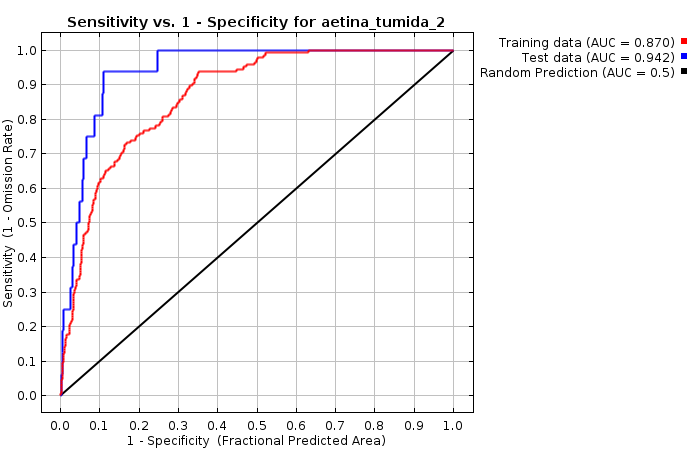 Sensitivity vs. 1 - Specificity for aetina_tumida_2
Training data (AUC = 0.870)
Test data (AUC = 0.942)
Random Prediction (AUC = 0.5)
Sensitivity (1 - Omission Rate)
1.0
0.9
0.8
0.7
0.6
0.5
0.4
0.3
0.2
0.1
0.0
0.0 0.1 0.2 0.3 0.4 0.5 0.6 0.7 0.8 0.9 1.0
1 - Specificity (Fractional Predicted Area)